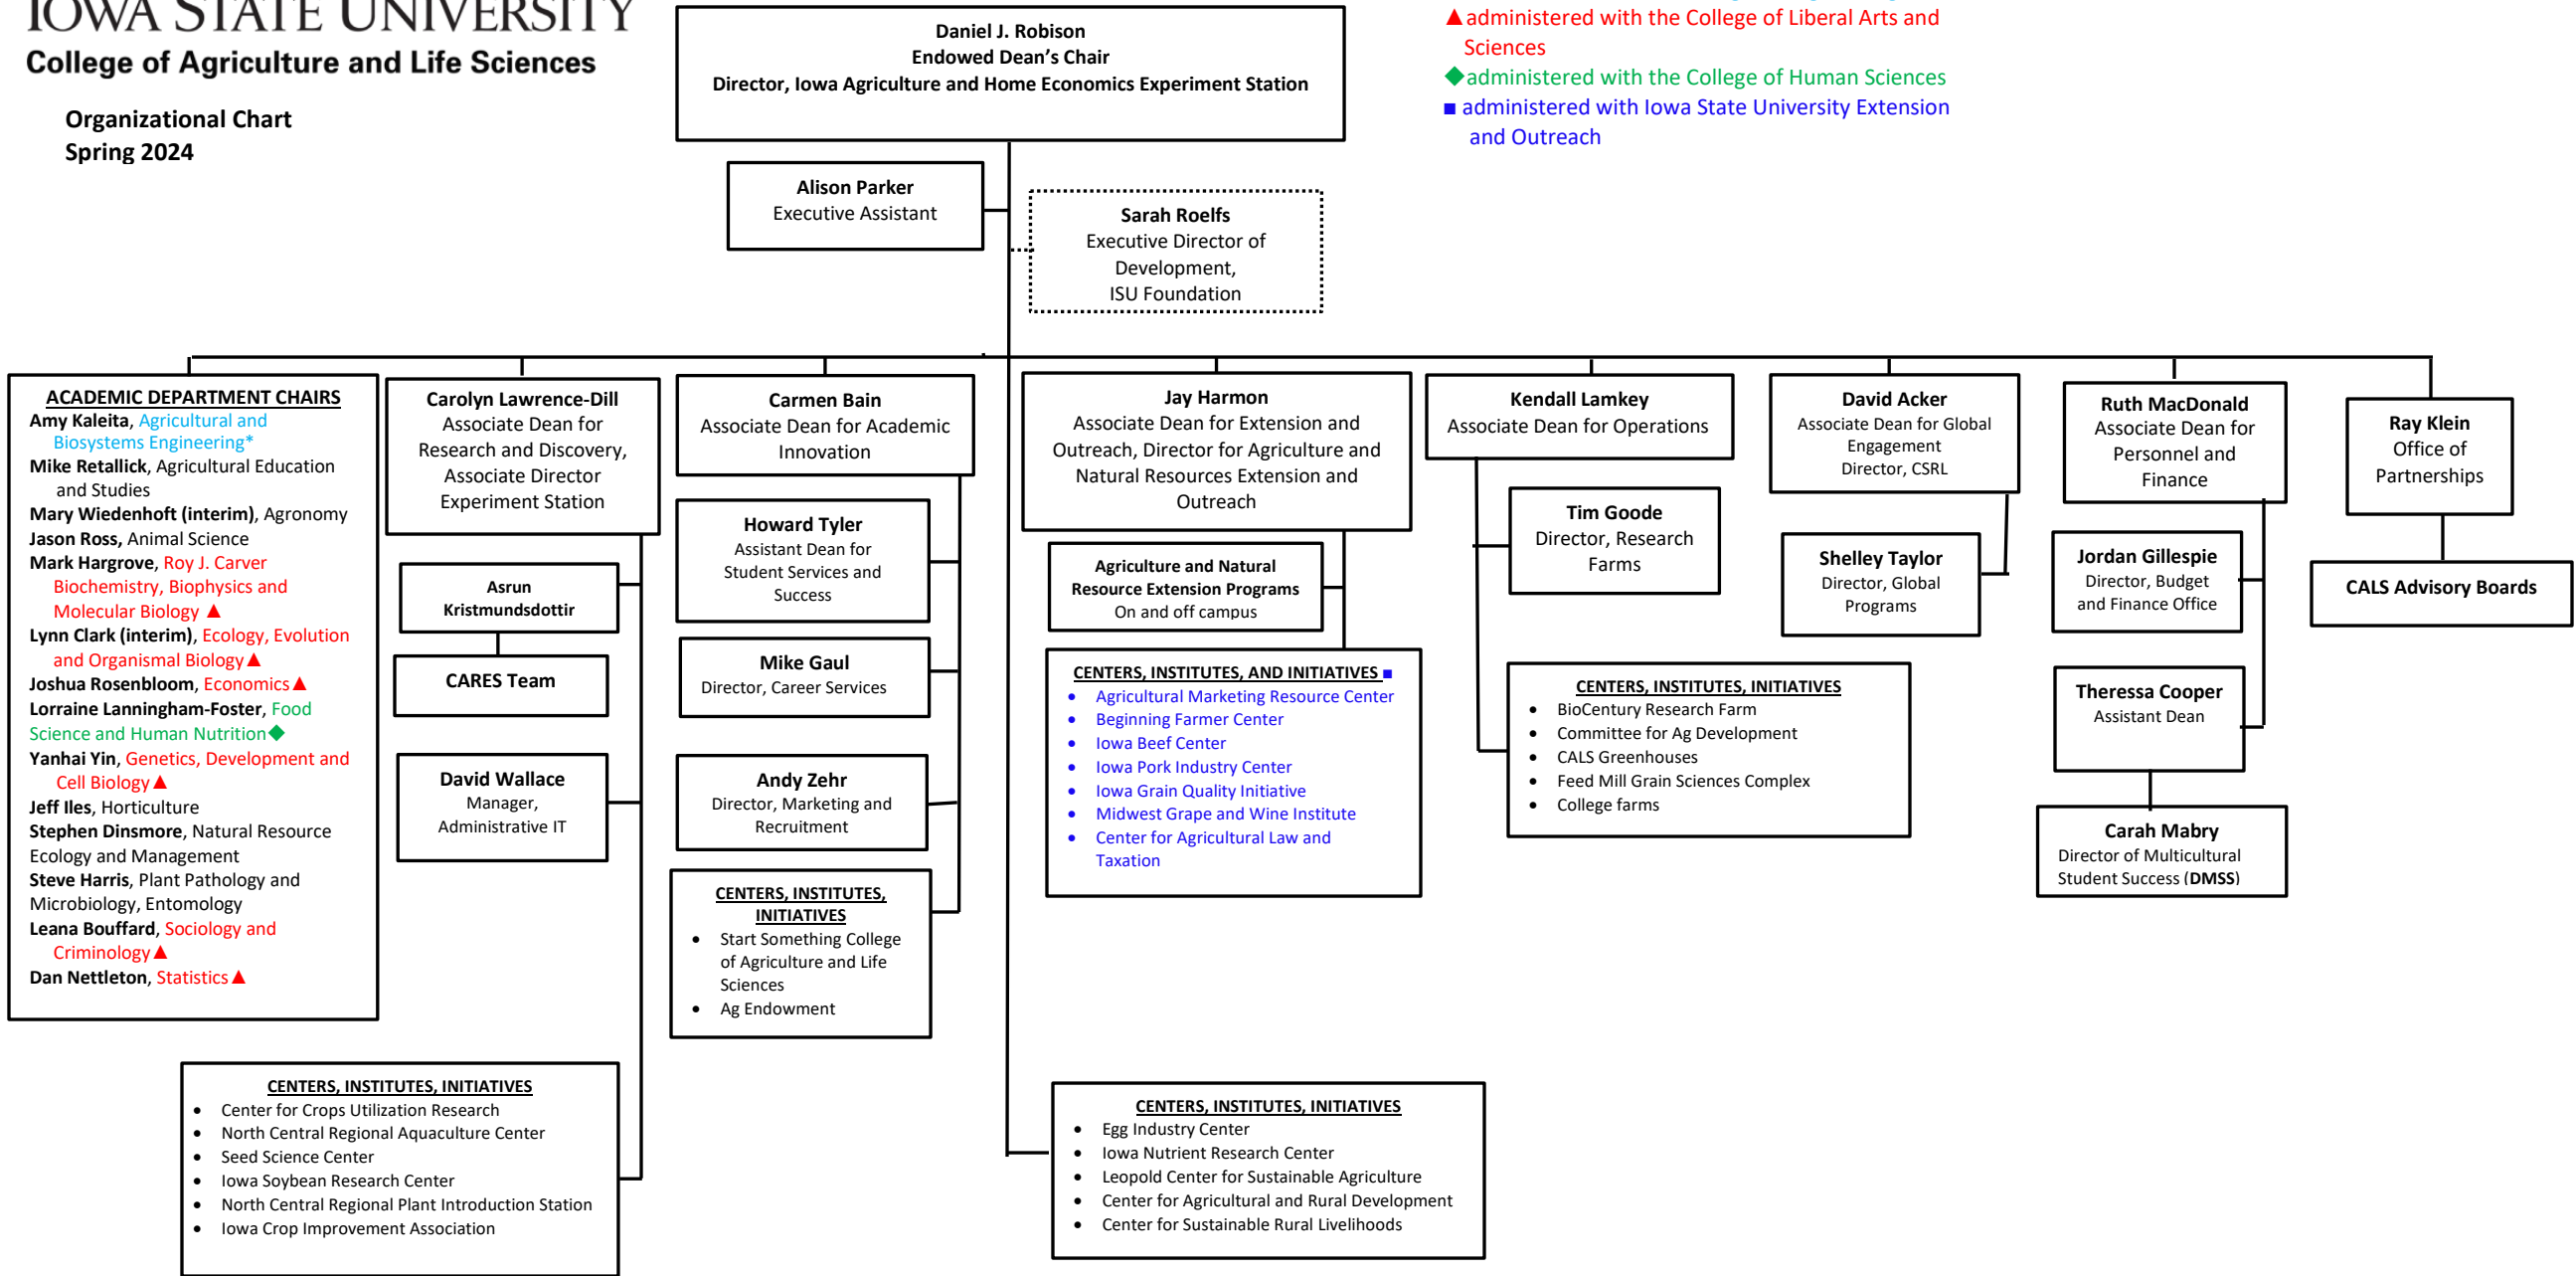 IOWA STATE UNIVERSITY
College of Agriculture and Life Sciences
Organizational Chart
Spring 2024
Daniel J. Robison
Endowed Dean's Chair
Director, Iowa Agriculture and Home Economics Experiment Station
▲administered with the College of Liberal Arts and
Sciences
◆administered with the College of Human Sciences
■ administered with Iowa State University Extension
and Outreach
Alison Parker
Executive Assistant
Sarah Roelfs
Executive Director of
Development,
ISU Foundation
ACADEMIC DEPARTMENT CHAIRS
Amy Kaleita, Agricultural and
Biosystems Engineering*
Mike Retallick, Agricultural Education
and Studies
Mary Wiedenhoft (interim), Agronomy
Jason Ross, Animal Science
Mark Hargrove, Roy J. Carver
Biochemistry, Biophysics and
Molecular Biology ▲
Lynn Clark (interim), Ecology, Evolution
and Organismal Biology▲
Joshua Rosenbloom, Economics▲
Lorraine Lanningham-Foster, Food
Science and Human Nutrition◆
Yanhai Yin, Genetics, Development and
Cell Biology▲
Jeff Iles, Horticulture
Stephen Dinsmore, Natural Resource
Ecology and Management
Steve Harris, Plant Pathology and
Microbiology, Entomology
Leana Bouffard, Sociology and
Criminology▲
Dan Nettleton, Statistics▲
Carolyn Lawrence-Dill
Associate Dean for
Research and Discovery,
Associate Director
Experiment Station
Asrun
Kristmundsdottir
CARES Team
David Wallace
Manager,
Administrative IT
CENTERS, INSTITUTES, INITIATIVES
• Center for Crops Utilization Research
• North Central Regional Aquaculture Center
• Seed Science Center
• Iowa Soybean Research Center
• North Central Regional Plant Introduction Station
• Iowa Crop Improvement Association
Carmen Bain
Associate Dean for Academic
Innovation
Howard Tyler
Assistant Dean for
Student Services and
Success
Mike Gaul
Director, Career Services
Andy Zehr
Director, Marketing and
Recruitment
CENTERS, INSTITUTES,
INITIATIVES
• Start Something College
of Agriculture and Life
Sciences
• Ag Endowment
Jay Harmon
Associate Dean for Extension and
Outreach, Director for Agriculture and
Natural Resources Extension and
Outreach
Agriculture and Natural
Resource Extension Programs
On and off campus
CENTERS, INSTITUTES, AND INITIATIVES ■
• Agricultural Marketing Resource Center
• Beginning Farmer Center
• Iowa Beef Center
• Iowa Pork Industry Center
• Iowa Grain Quality Initiative
• Midwest Grape and Wine Institute
• Center for Agricultural Law and
Taxation
CENTERS, INSTITUTES, INITIATIVES
• Egg Industry Center
• Iowa Nutrient Research Center
• Leopold Center for Sustainable Agriculture
• Center for Agricultural and Rural Development
• Center for Sustainable Rural Livelihoods
Kendall Lamkey
Associate Dean for Operations
Tim Goode
Director, Research
Farms
CENTERS, INSTITUTES, INITIATIVES
• BioCentury Research Farm
• Committee for Ag Development
• CALS Greenhouses
• Feed Mill Grain Sciences Complex
• College farms
David Acker
Associate Dean for Global
Engagement
Director, CSRL
Shelley Taylor
Director, Global
Programs
Ruth MacDonald
Associate Dean for
Personnel and
Finance
Jordan Gillespie
Director, Budget
and Finance Office
Theressa Cooper
Assistant Dean
Carah Mabry
Director of Multicultural
Student Success (DMSS)
Ray Klein
Office of
Partnerships
CALS Advisory Boards